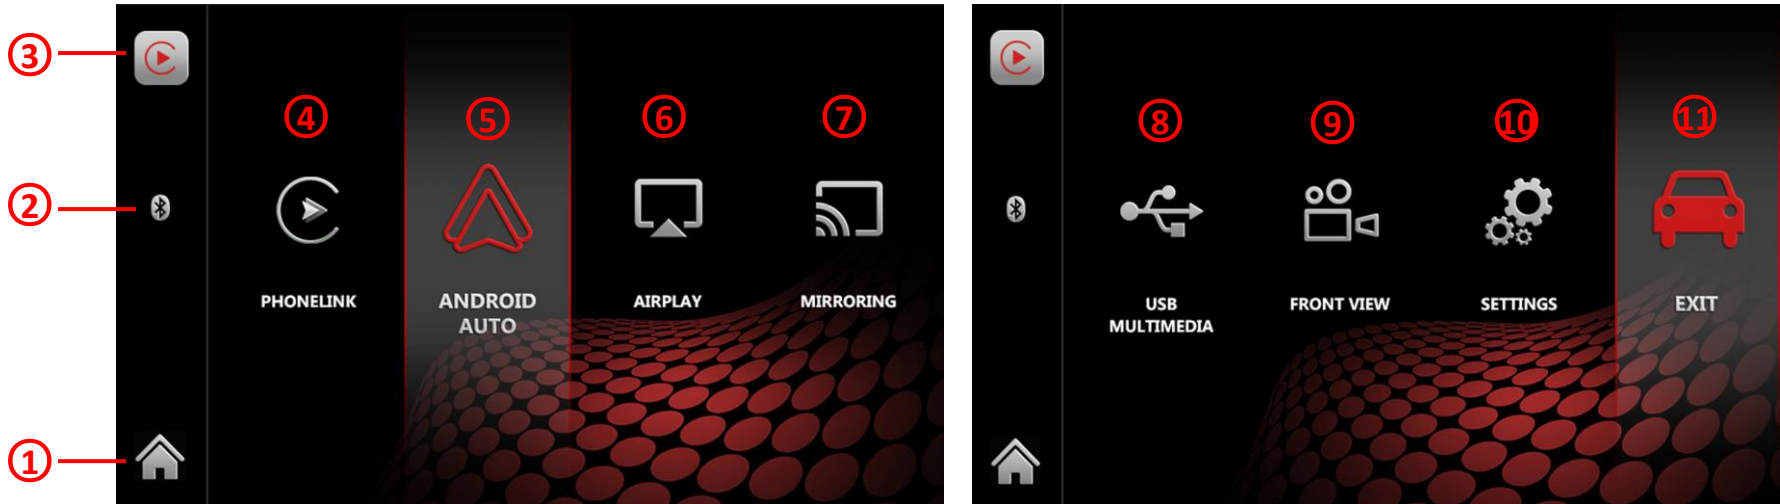 ③
④
⑤
⑥
⑦
⑧
⑨
⑩
⑪
②
PHONELINK
ANDROID
AUTO
AIRPLAY
MIRRORING
USB
MULTIMEDIA
FRONT VIEW
SETTINGS
EXIT
①